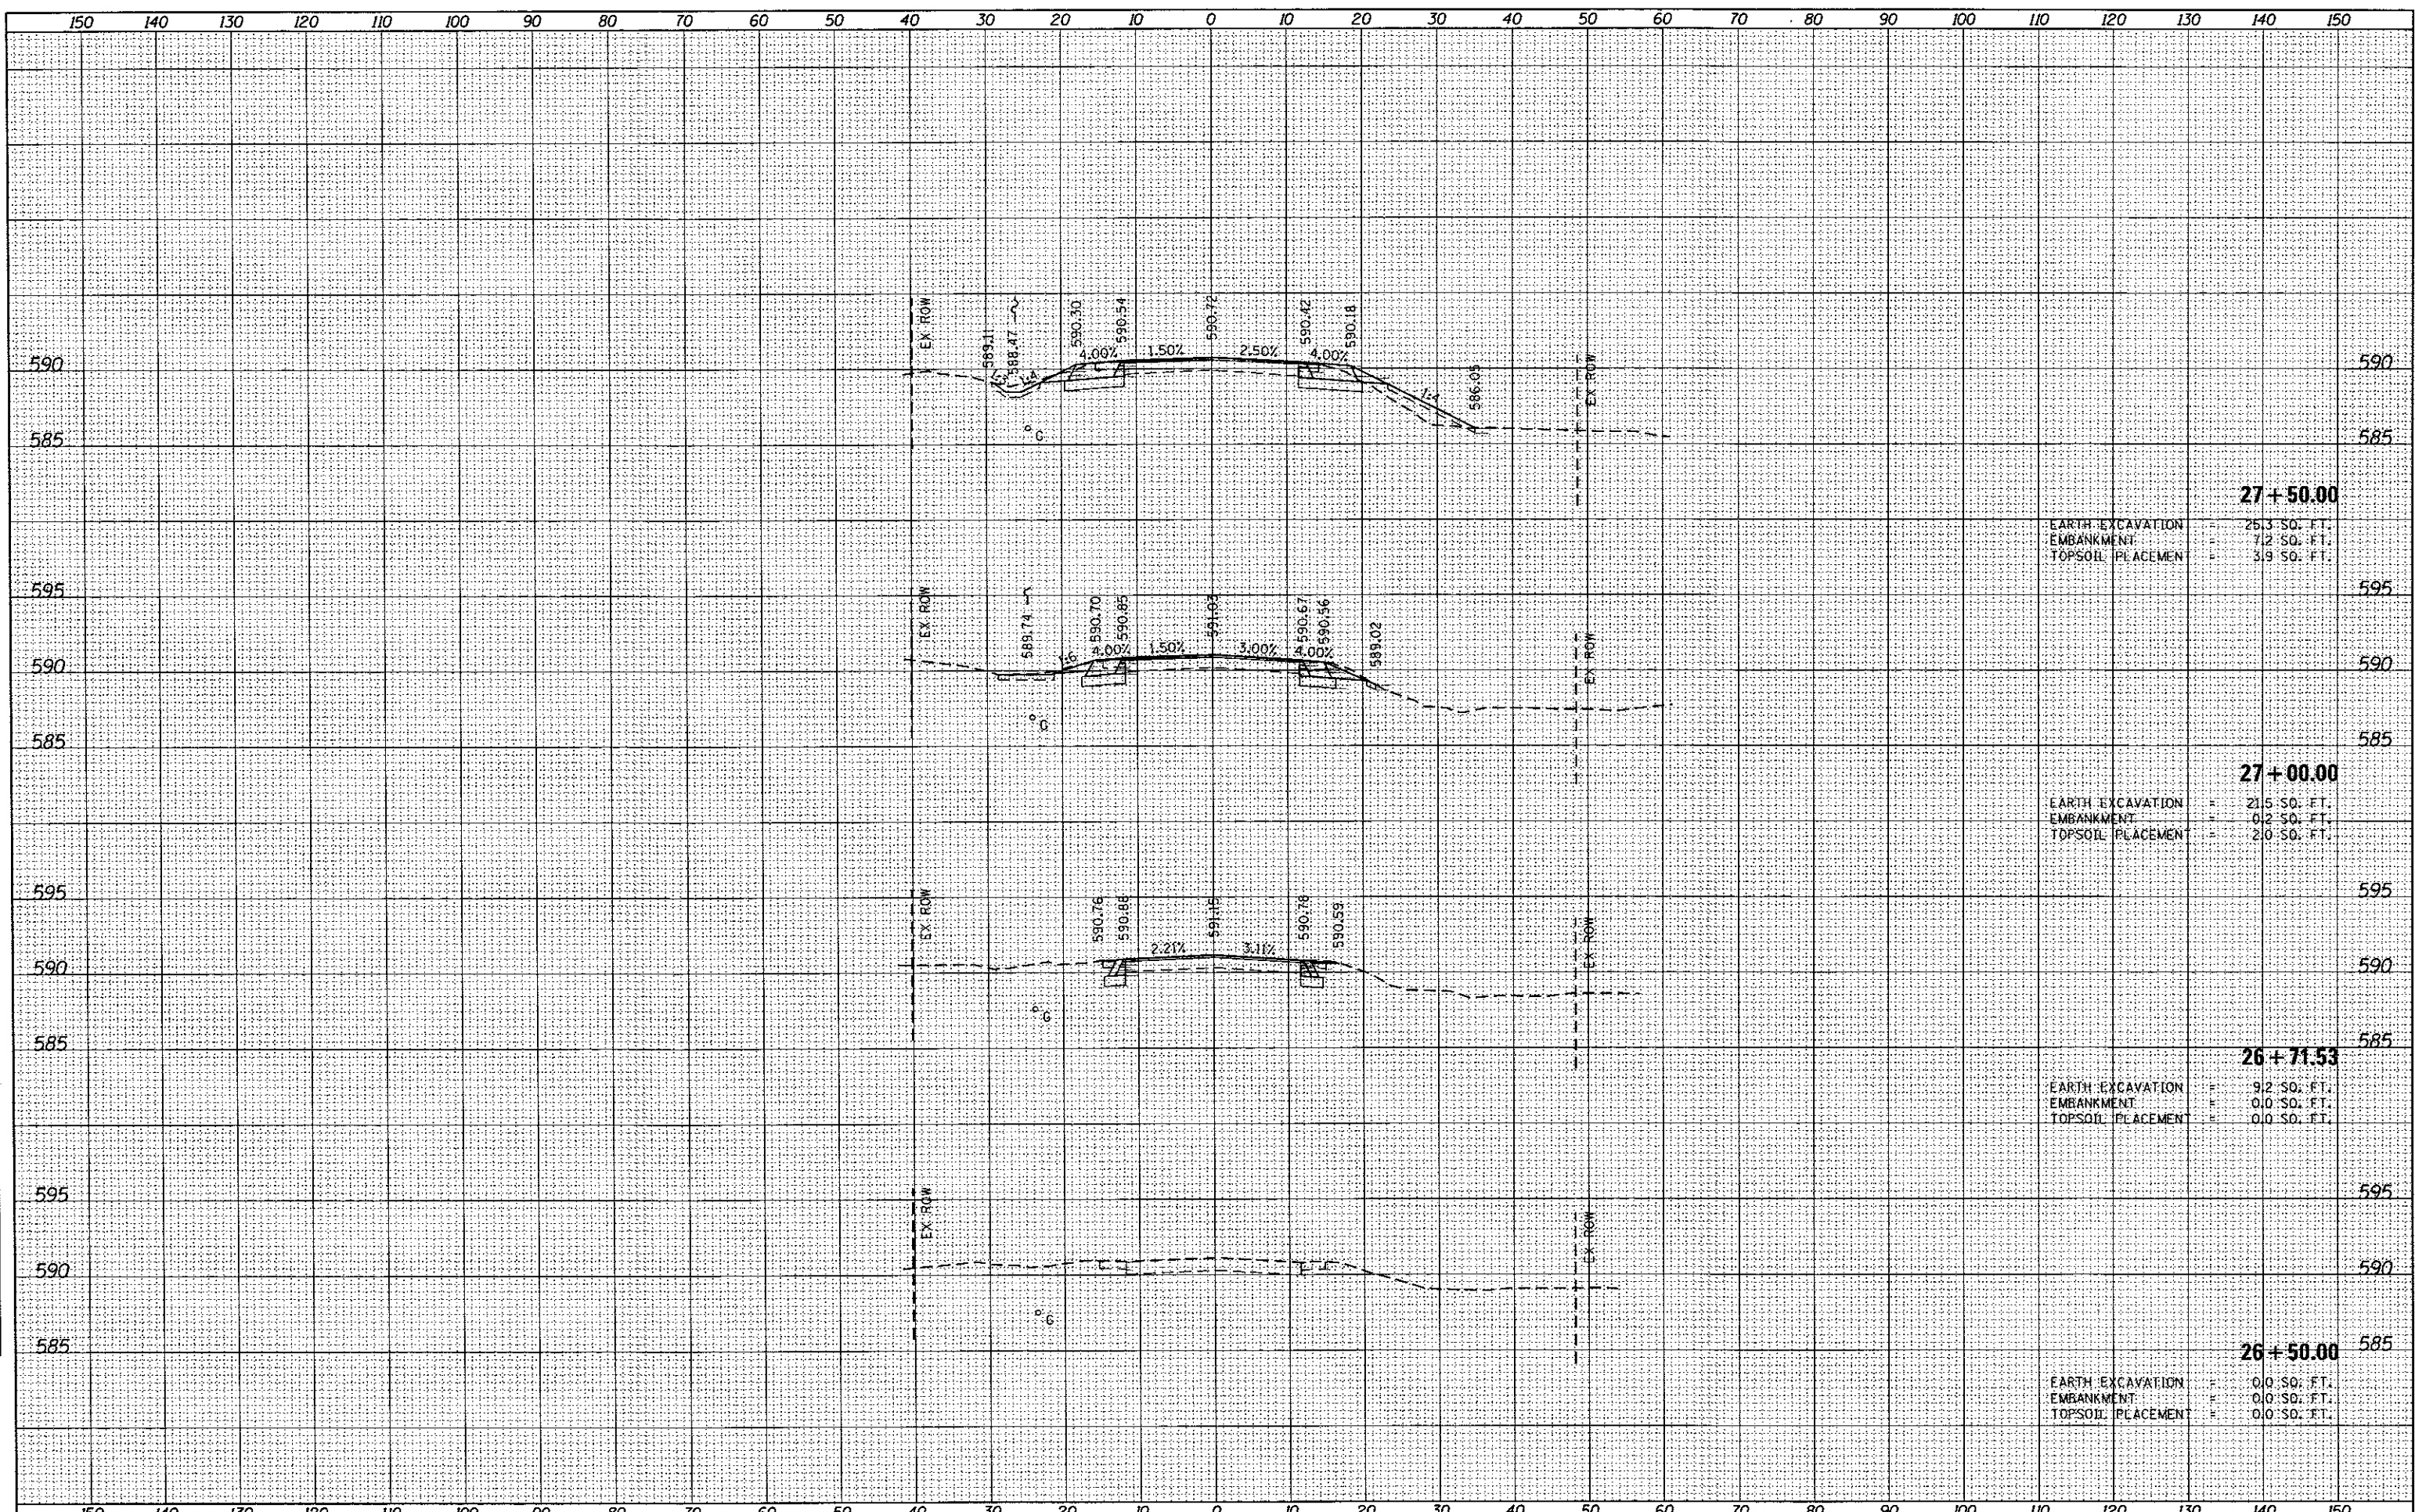 150 140 130 120 110 100 90 80 70 60 50 40 30 20 10 0 10 20 30 40 50 60 70 80 90 100 110 120 130 140 150
EX ROW
589.11
588.47
590.30
590.54
590.72
590.42
590.18
586.05
EX ROW
1:3 1:4 4.00% 1.50% 2.50% 4.00% 1:4
590 590
G
585 585
27+50.00
EARTH EXCAVATION = 25.3 SQ. FT.
EMBANKMENT = 7.2 SQ. FT.
TOPSOIL PLACEMENT = 3.9 SQ. FT.
595 595
EX ROW
589.74
590.70
590.85
591.03
590.67
590.56
589.02
EX ROW
1:6 4.00% 1.50% 3.00% 4.00%
590 590
G
585 585
27+00.00
EARTH EXCAVATION = 21.5 SQ. FT.
EMBANKMENT = 0.2 SQ. FT.
TOPSOIL PLACEMENT = 2.0 SQ. FT.
595 595
EX ROW
590.76
590.88
591.15
590.78
590.59
EX ROW
2.21% 3.11%
590 590
G
585 585
26+71.53
EARTH EXCAVATION = 9.2 SQ. FT.
EMBANKMENT = 0.0 SQ. FT.
TOPSOIL PLACEMENT = 0.0 SQ. FT.
595 595
EX ROW
EX ROW
590 590
G
585 585
26+50.00
EARTH EXCAVATION = 0.0 SQ. FT.
EMBANKMENT = 0.0 SQ. FT.
TOPSOIL PLACEMENT = 0.0 SQ. FT.
150 140 130 120 110 100 90 80 70 60 50 40 30 20 10 0 10 20 30 40 50 60 70 80 90 100 110 120 130 140 150